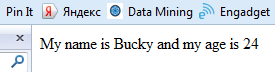 Pin It Яндекс Data Mining Engadget
My name is Bucky and my age is 24